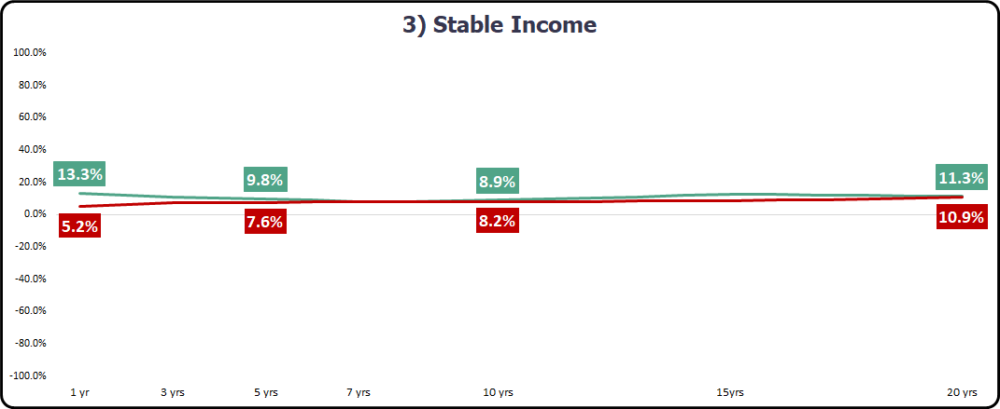 3) Stable Income
100.0%
80.0%
60.0%
40.0%
20.0%
0.0%
-20.0%
-40.0%
-60.0%
-80.0%
-100.0%
13.3%
9.8%
8.9%
11.3%
5.2%
7.6%
8.2%
10.9%
1 yr
3 yrs
5 yrs
7 yrs
10 yrs
15yrs
20 yrs